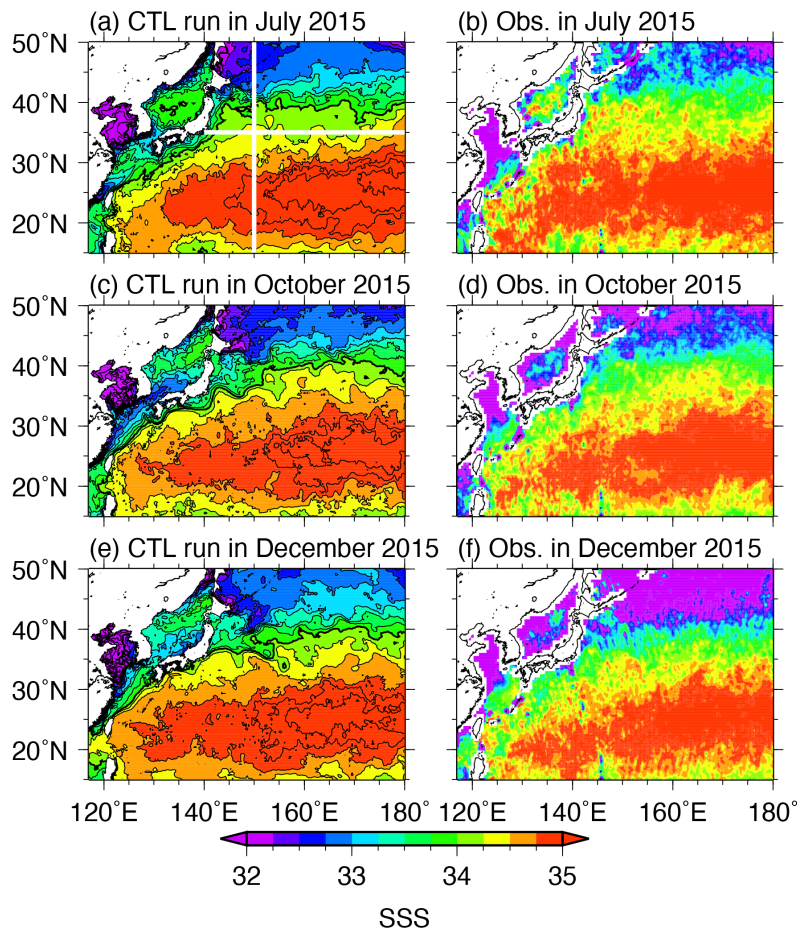 (a) CTL run in July 2015 (b) Obs. in July 2015
50°N
40°N
30°N
20°N
(c) CTL run in October 2015 (d) Obs. in October 2015
50°N
40°N
30°N
20°N
(e) CTL run in December 2015 (f) Obs. in December 2015
50°N
40°N
30°N
20°N
120°E 140°E 160°E 180° 120°E 140°E 160°E 180°
32 33 34 35
SSS